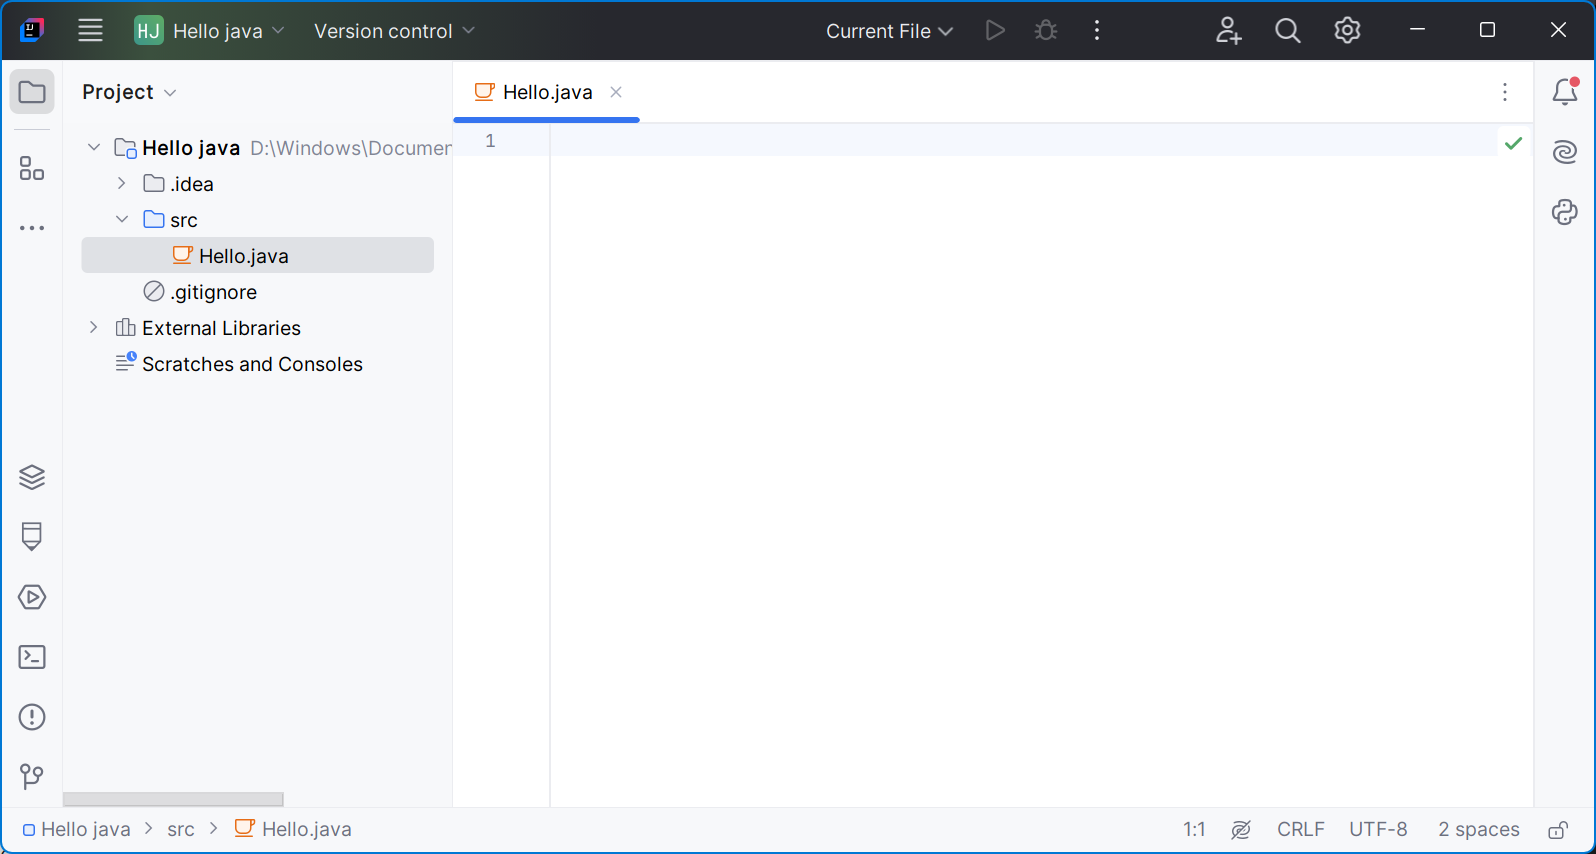 HJ Hello java Version control Current File
Project
Hello.java
Hello java D:\Windows\Documen
1
.idea
src
Hello.java
.gitignore
External Libraries
Scratches and Consoles
Hello java src Hello.java 1:1 CRLF UTF-8 2 spaces